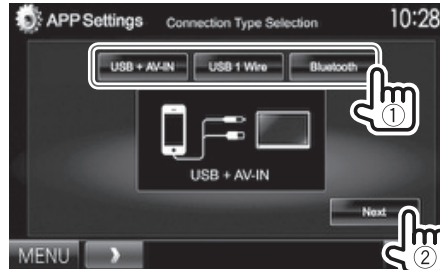 APP Settings Connection Type Selection 10:28
USB + AV-IN USB 1 Wire Bluetooth
①
USB + AV-IN
Next
MENU
②